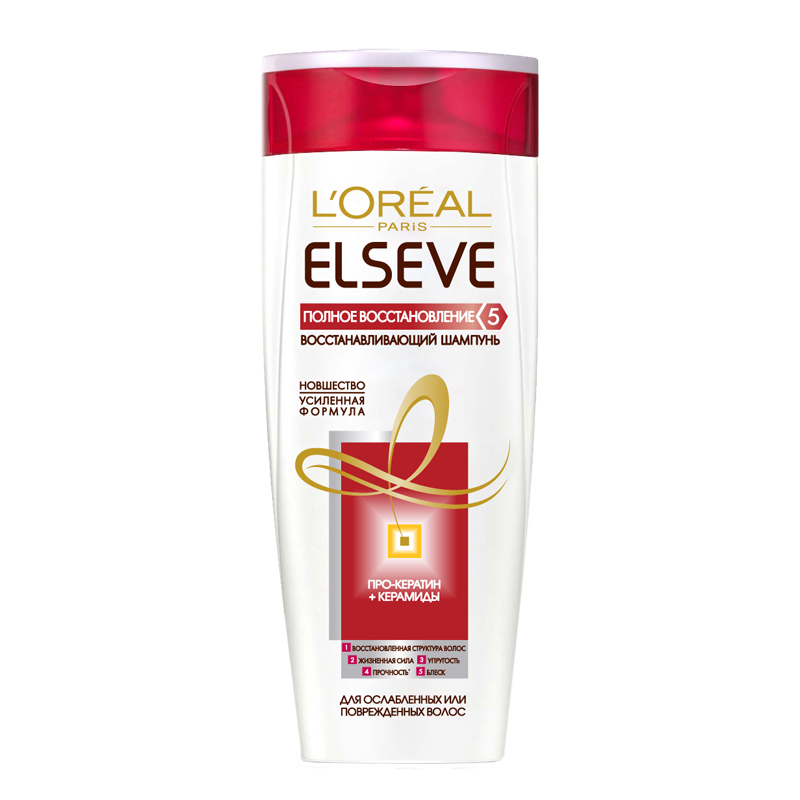 L'ORÉAL
PARIS
ELSEVE
ПОЛНОЕ ВОССТАНОВЛЕНИЕ 5
ВОССТАНАВЛИВАЮЩИЙ ШАМПУНЬ
НОВШЕСТВО
УСИЛЕННАЯ
ФОРМУЛА
ПРО-КЕРАТИН
+ КЕРАМИДЫ
1 ВОССТАНОВЛЕННАЯ СТРУКТУРА ВОЛОС
2 ЖИЗНЕННАЯ СИЛА 3 УПРУГОСТЬ
4 ПРОЧНОСТЬ* 5 БЛЕСК
ДЛЯ ОСЛАБЛЕННЫХ ИЛИ
ПОВРЕЖДЕННЫХ ВОЛОС